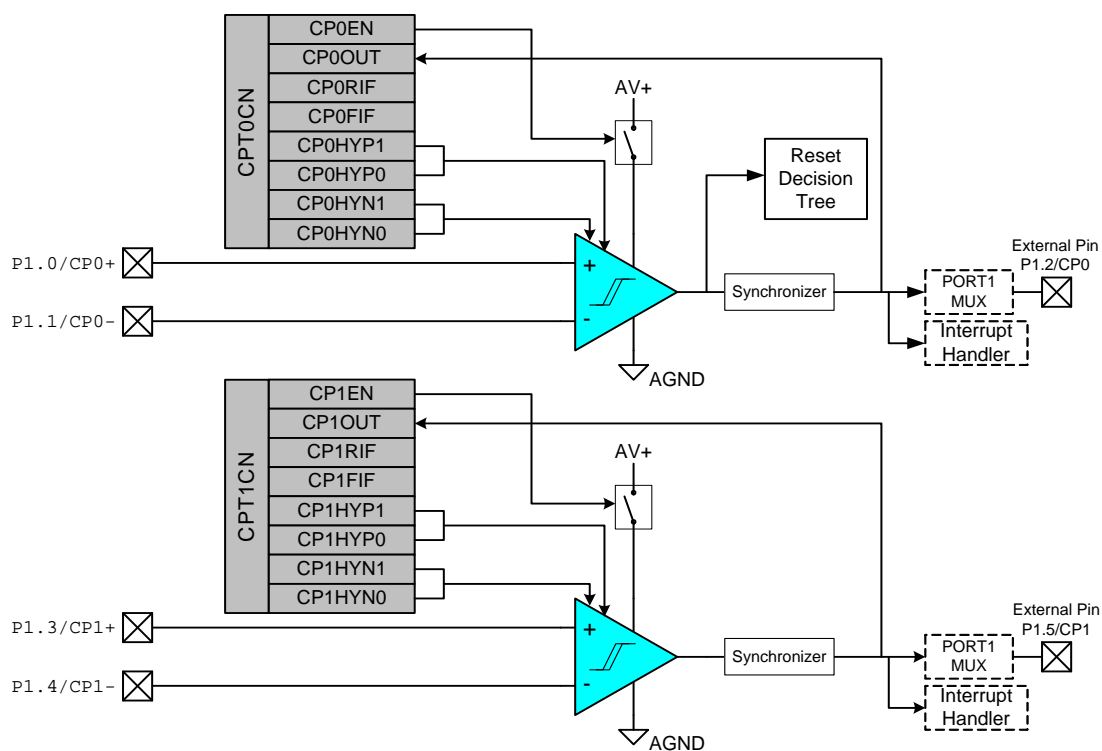 CPT0CN
CP0EN
CP0OUT
CP0RIF
CP0FIF
CP0HYP1
CP0HYP0
CP0HYN1
CP0HYN0
AV+
Reset
Decision
Tree
P1.0/CP0+
P1.1/CP0-
+
-
AGND
Synchronizer
External Pin
P1.2/CP0
PORT1
MUX
Interrupt
Handler
CPT1CN
CP1EN
CP1OUT
CP1RIF
CP1FIF
CP1HYP1
CP1HYP0
CP1HYN1
CP1HYN0
AV+
P1.3/CP1+
P1.4/CP1-
+
-
AGND
Synchronizer
External Pin
P1.5/CP1
PORT1
MUX
Interrupt
Handler